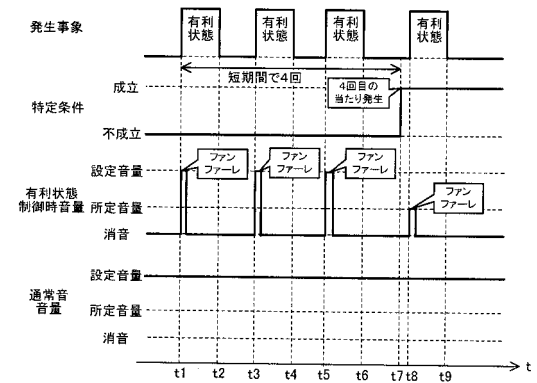 発生事象
有利
状態
有利
状態
有利
状態
有利
状態
短期間で4回
成立
4回目の
当たり発生
特定条件
不成立
設定音量
ファン
ファーレ
ファン
ファーレ
ファン
ファーレ
有利状態
制御時音量
所定音量
ファン
ファーレ
消音
設定音量
通常音
音量
所定音量
消音
t1 t2 t3 t4 t5 t6 t7 t8 t9
t